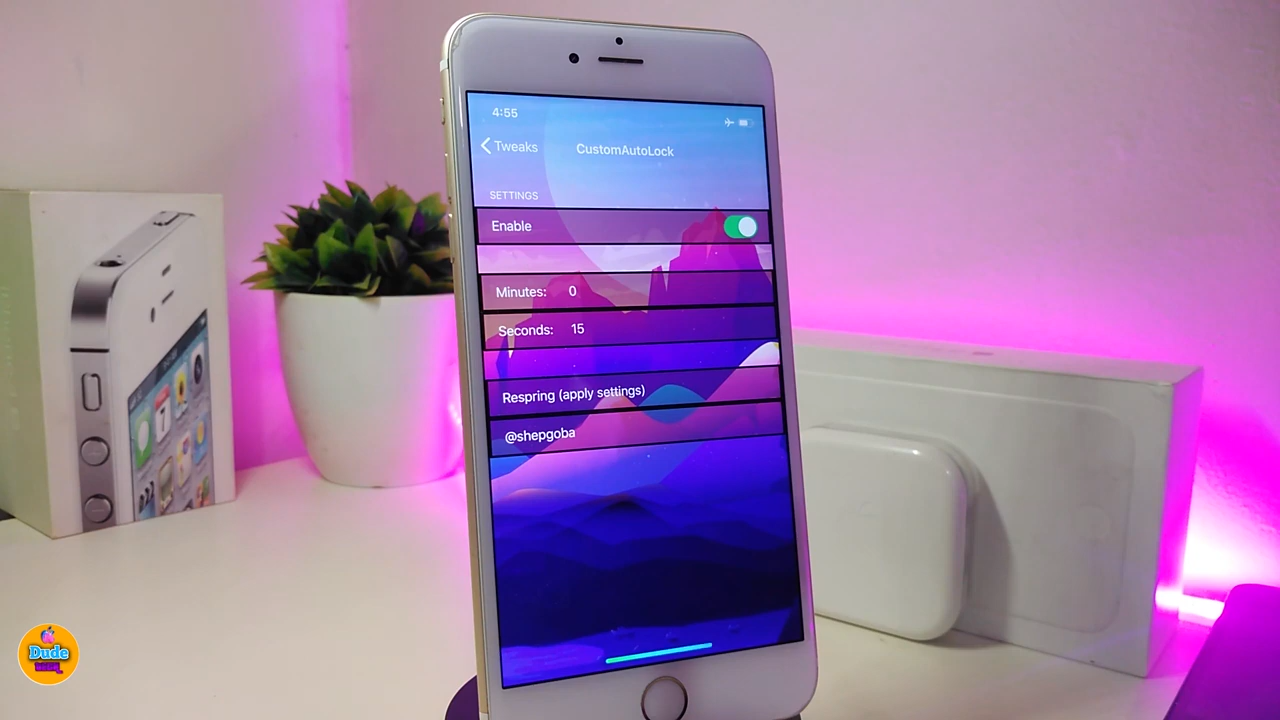 4:55
Tweaks
CustomAutoLock
SETTINGS
Enable
Minutes: 0
Seconds: 15
Respring (apply settings)
@shepgoba
Dude